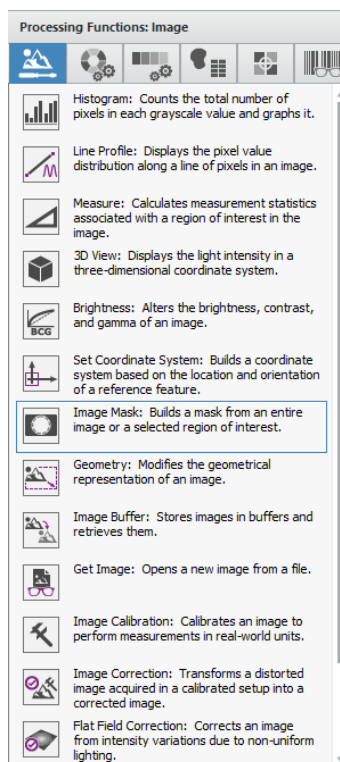 Processing Functions: Image
Histogram: Counts the total number of
pixels in each grayscale value and graphs it.
Line Profile: Displays the pixel value
distribution along a line of pixels in an image.
Measure: Calculates measurement statistics
associated with a region of interest in the
image.
3D View: Displays the light intensity in a
three-dimensional coordinate system.
Brightness: Alters the brightness, contrast,
and gamma of an image.
BCG
Set Coordinate System: Builds a coordinate
system based on the location and orientation
of a reference feature.
Image Mask: Builds a mask from an entire
image or a selected region of interest.
Geometry: Modifies the geometrical
representation of an image.
Image Buffer: Stores images in buffers and
retrieves them.
Get Image: Opens a new image from a file.
Image Calibration: Calibrates an image to
perform measurements in real-world units.
Image Correction: Transforms a distorted
image acquired in a calibrated setup into a
corrected image.
Flat Field Correction: Corrects an image
from intensity variations due to non-uniform
lighting.